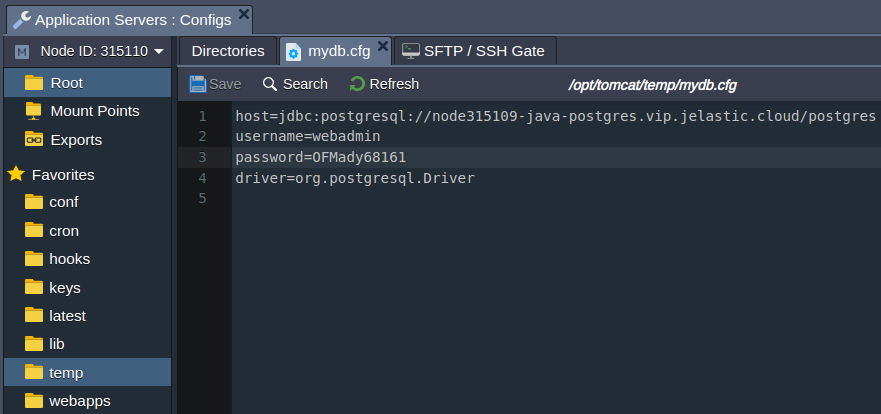 Application Servers : Configs
M Node ID: 315110
Directories
mydb.cfg
SFTP / SSH Gate
Root
Mount Points
Exports
Favorites
conf
cron
hooks
keys
latest
lib
temp
webapps
Save
Search
Refresh
/opt/tomcat/temp/mydb.cfg
1 host=jdbc:postgresql://node315109-java-postgres.vip.jelastic.cloud/postgres
2 username=webadmin
3 password=OFMady68161
4 driver=org.postgresql.Driver
5